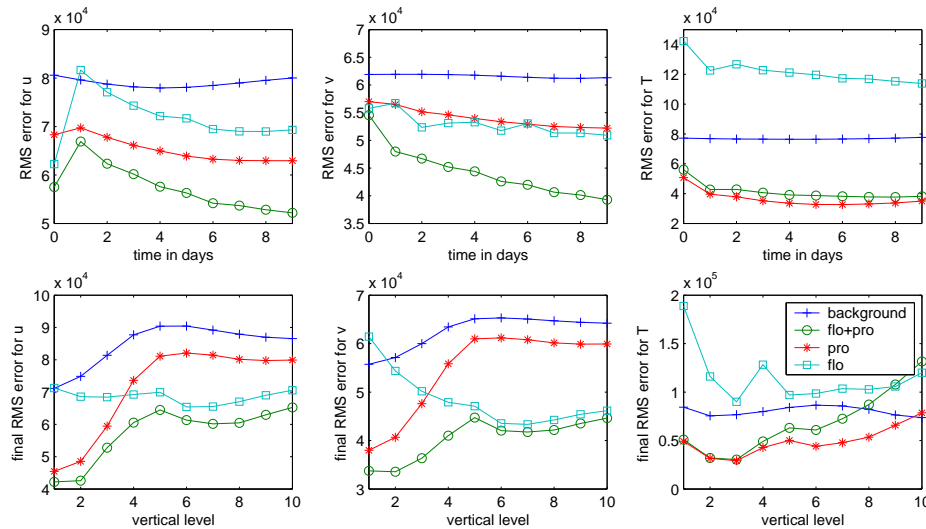 x 10^4
9
8
7
6
5
RMS error for u
0 2 4 6 8
time in days
x 10^4
7
6.5
6
5.5
5
4.5
4
3.5
RMS error for v
0 2 4 6 8
time in days
x 10^4
14
12
10
8
6
4
2
RMS error for T
0 2 4 6 8
time in days
x 10^4
10
9
8
7
6
5
4
final RMS error for u
2 4 6 8 10
vertical level
x 10^4
7
6
5
4
3
final RMS error for v
2 4 6 8 10
vertical level
x 10^5
2
1.5
1
0.5
0
final RMS error for T
2 4 6 8 10
vertical level
background
flo+pro
pro
flo